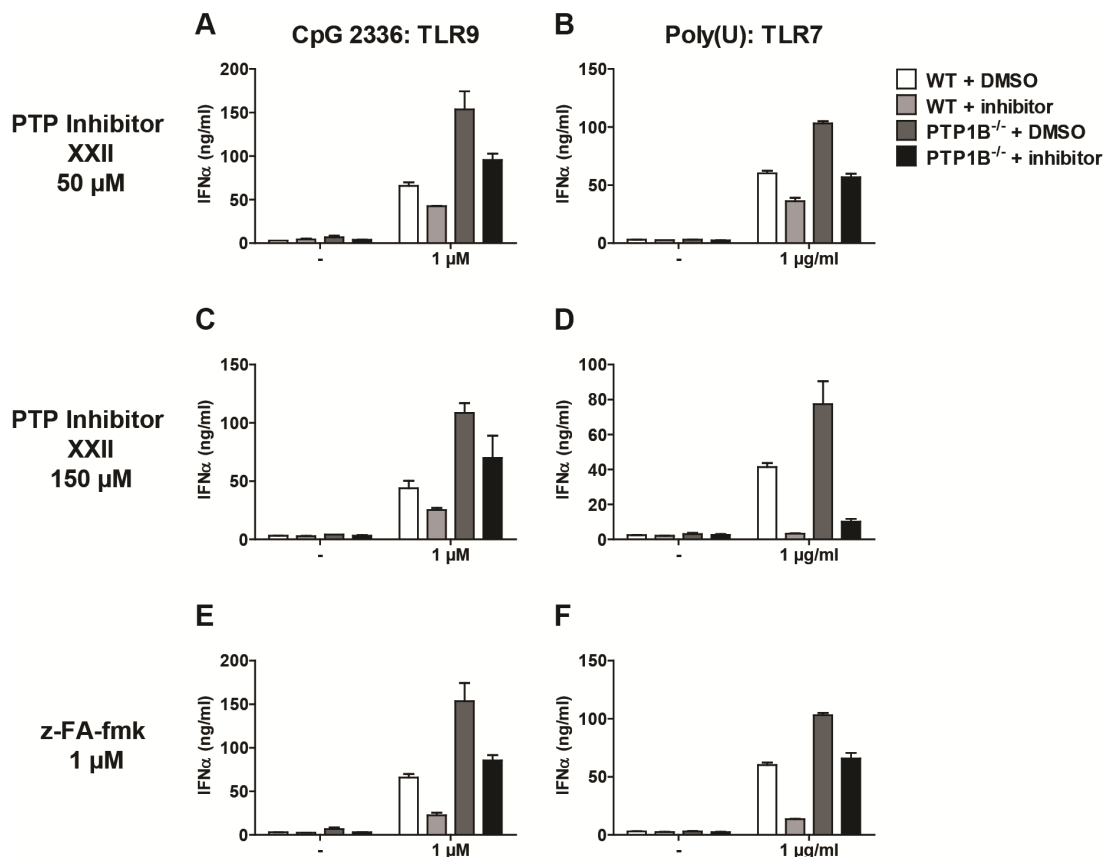 A
CpG 2336: TLR9
B
Poly(U): TLR7
PTP Inhibitor
XXII
50 µM
IFNα (ng/ml)
200
150
100
50
0
-
1 µM
IFNα (ng/ml)
150
100
50
0
-
1 µg/ml
WT + DMSO
WT + inhibitor
PTP1B-/- + DMSO
PTP1B-/- + inhibitor
C
D
PTP Inhibitor
XXII
150 µM
IFNα (ng/ml)
150
100
50
0
-
1 µM
IFNα (ng/ml)
100
80
60
40
20
0
-
1 µg/ml
E
F
z-FA-fmk
1 µM
IFNα (ng/ml)
200
150
100
50
0
-
1 µM
IFNα (ng/ml)
150
100
50
0
-
1 µg/ml